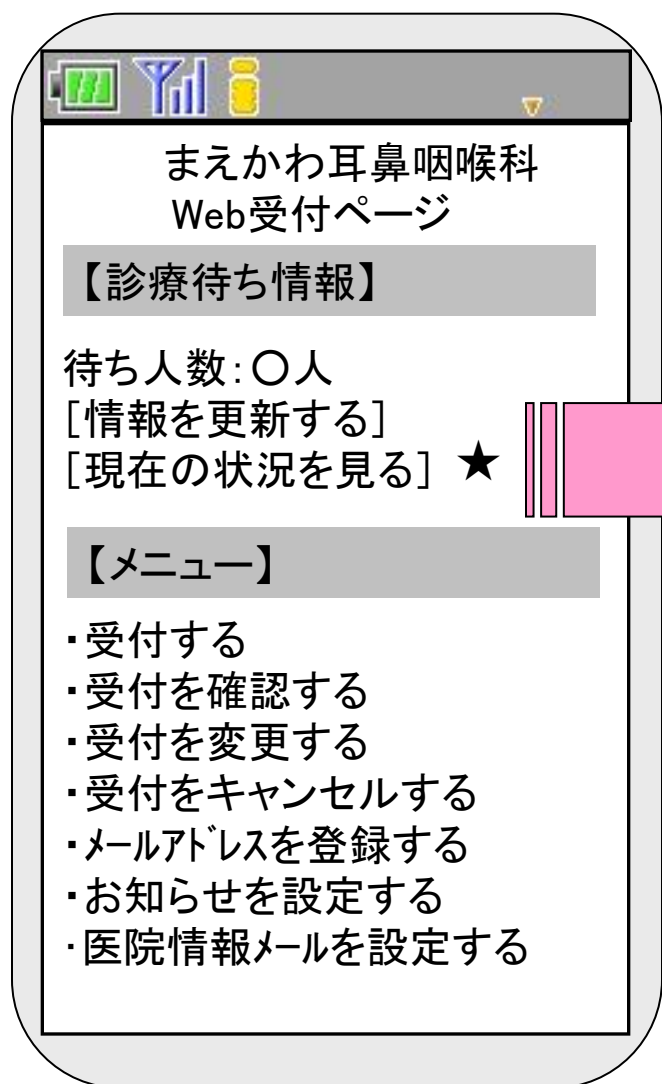 まえかわ耳鼻咽喉科
Web受付ページ
【診療待ち情報】
待ち人数:〇人
[情報を更新する]
[現在の状況を見る] ★
【メニュー】
・受付する
・受付を確認する
・受付を変更する
・受付をキャンセルする
・ﾒｰﾙｱﾄﾞﾚｽを登録する
・お知らせを設定する
・医院情報ﾒｰﾙを設定する